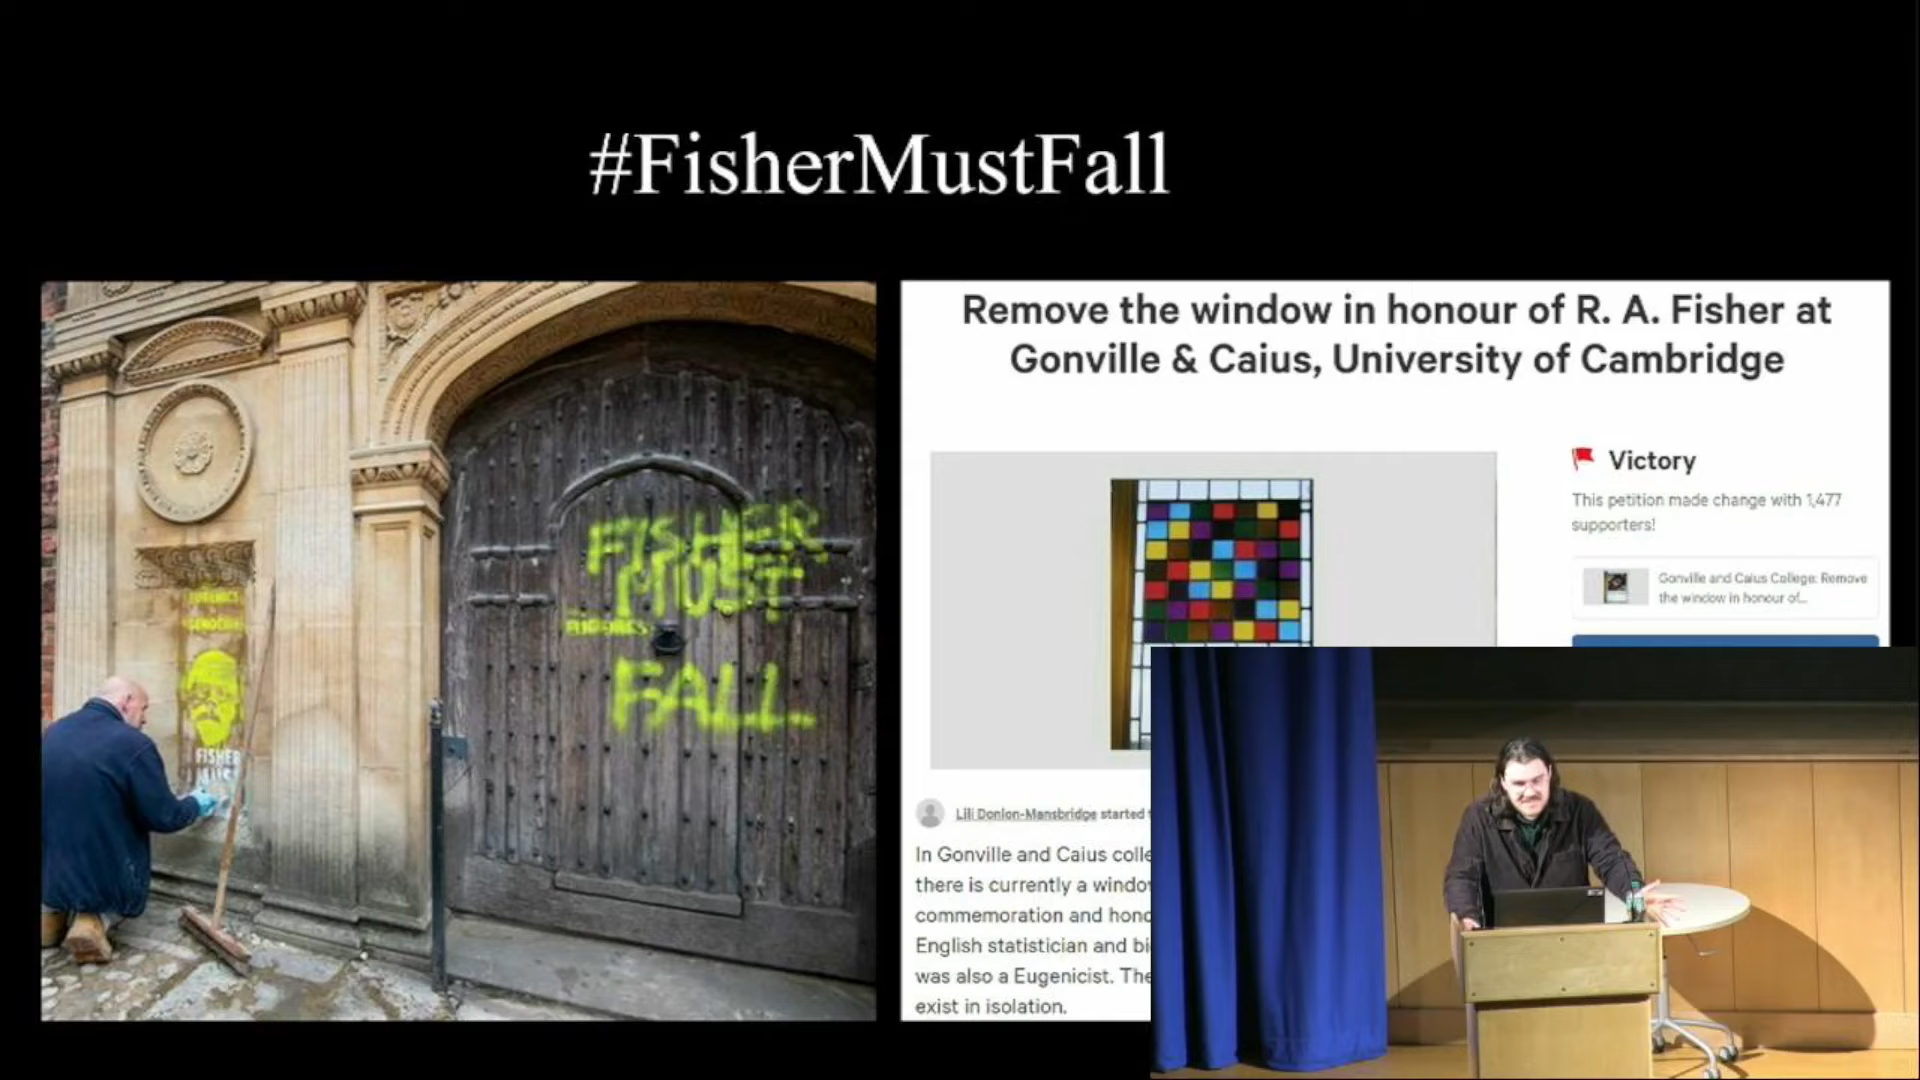 #FisherMustFall
EUGENICS
GENOCIDE
FISHER
MUST
FALL
FISHER
Remove the window in honour of R. A. Fisher at
Gonville & Caius, University of Cambridge
Victory
This petition made change with 1,477
supporters!
Gonville and Caius College: Remove
the window in honour of...
Lili Donlon-Mansbridge started
In Gonville and Caius colle
there is currently a windo
commemoration and hono
English statistician and bi
was also a Eugenicist. The
exist in isolation.